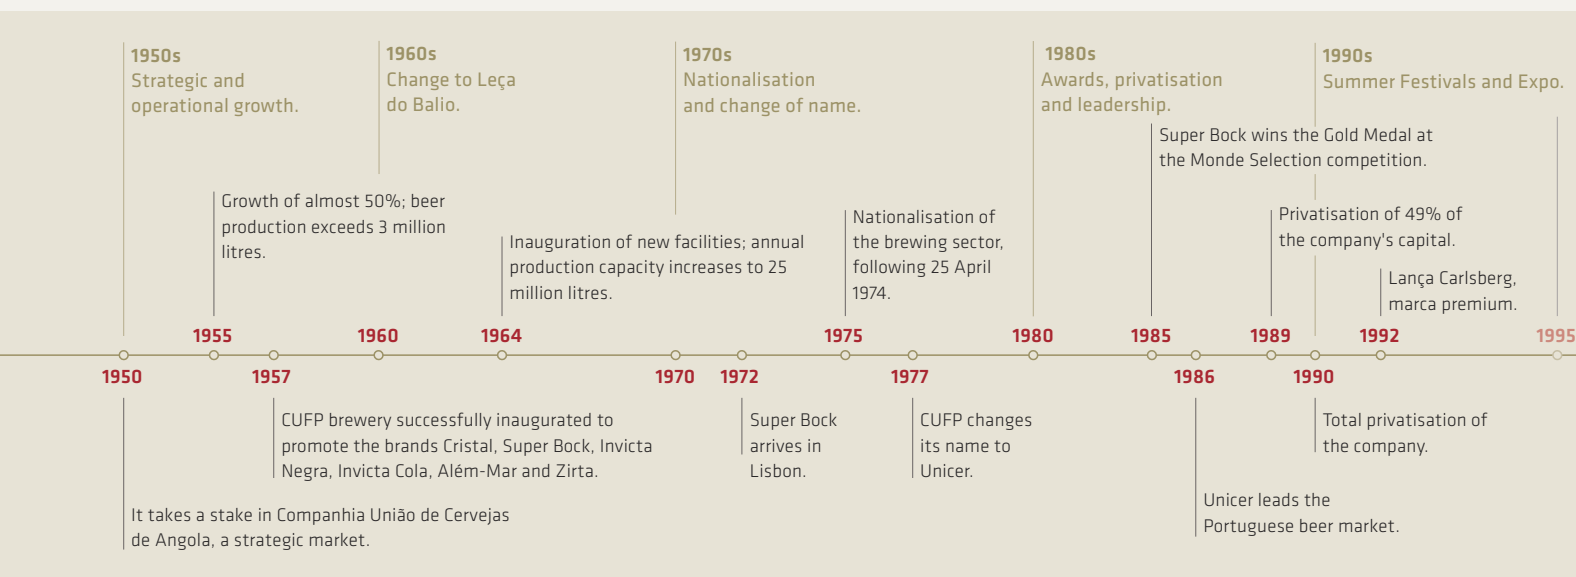 1950s
Strategic and
operational growth.
1960s
Change to Leça
do Balio.
1970s
Nationalisation
and change of name.
1980s
Awards, privatisation
and leadership.
1990s
Summer Festivals and Expo.
Super Bock wins the Gold Medal at
the Monde Selection competition.
Growth of almost 50%; beer
production exceeds 3 million
litres.
Inauguration of new facilities; annual
production capacity increases to 25
million litres.
Nationalisation of
the brewing sector,
following 25 April
1974.
Privatisation of 49% of
the company's capital.
Lança Carlsberg,
marca premium.
1955
1960
1964
1975
1980
1985
1989
1992
1995
1950
1957
1970
1972
1977
1986
1990
CUFP brewery successfully inaugurated to
promote the brands Cristal, Super Bock, Invicta
Negra, Invicta Cola, Além-Mar and Zirta.
Super Bock
arrives in
Lisbon.
CUFP changes
its name to
Unicer.
Total privatisation of
the company.
It takes a stake in Companhia União de Cervejas
de Angola, a strategic market.
Unicer leads the
Portuguese beer market.